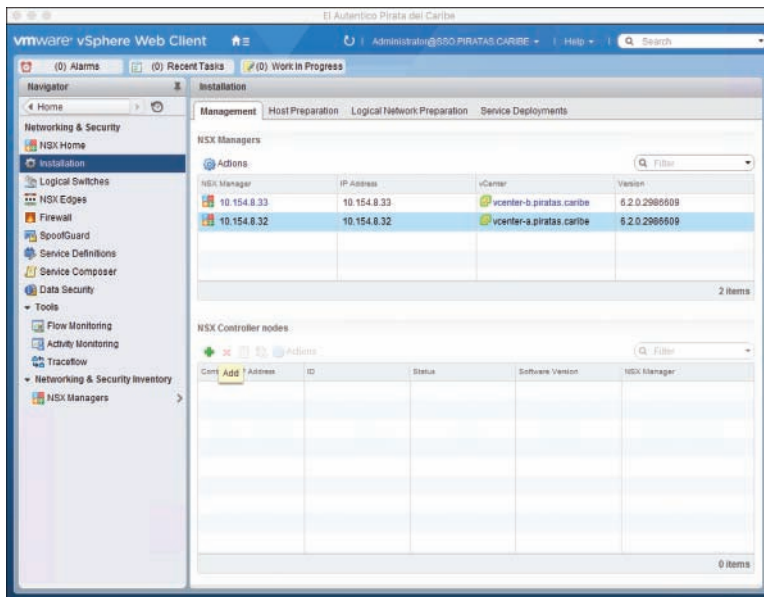 El Autentico Pirata del Caribe
vmware vSphere Web Client
Administrator@SSO.PIRATAS.CARIBE
Help
Search
(0) Alarms
(0) Recent Tasks
(0) Work In Progress
Navigator
Home
Networking & Security
NSX Home
Installation
Logical Switches
NSX Edges
Firewall
SpoofGuard
Service Definitions
Service Composer
Data Security
Tools
Flow Monitoring
Activity Monitoring
Traceflow
Networking & Security Inventory
NSX Managers
Installation
Management Host Preparation Logical Network Preparation Service Deployments
NSX Managers
Actions
Filter
NSX Manager IP Address vCenter Version
10.154.8.33 10.154.8.33 vcenter-b.piratas.caribe 6.2.0.2986609
10.154.8.32 10.154.8.32 vcenter-a.piratas.caribe 6.2.0.2986609
2 items
NSX Controller nodes
Actions
Filter
Add
Address ID Status Software Version NSX Manager
0 items